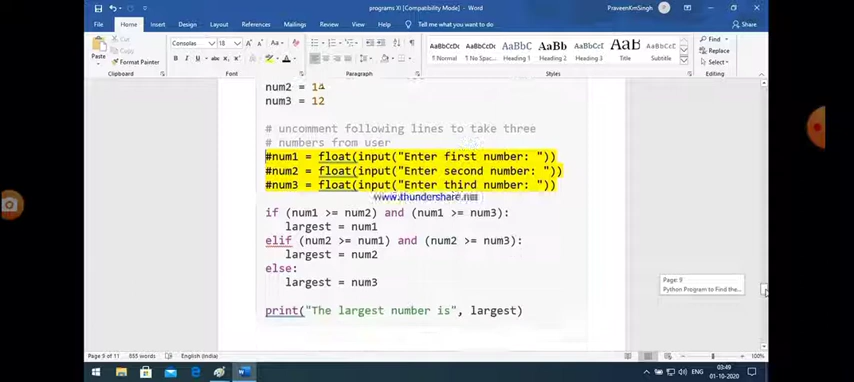 programs XI [Compatibility Mode] - Word
PraveenKmSingh
File Home Insert Design Layout References Mailings Review View Help Tell me what you want to do Share
Paste
Cut
Copy
Format Painter
Clipboard
Consolas 18
Font
Paragraph
AaBbCcDc AaBbCcDc AaBbC AaBb AaBbCcD AaB AaBbCcD
1 Normal 1 No Spac... Heading 1 Heading 2 Heading 3 Title
Styles
Find
Replace
Select
Editing
num2 = 14
num3 = 12
# uncomment following lines to take three
# numbers from user
#num1 = float(input("Enter first number: "))
#num2 = float(input("Enter second number: "))
#num3 = float(input("Enter third number: "))
www.thundershare.net
if (num1 >= num2) and (num1 >= num3):
largest = num1
elif (num2 >= num1) and (num2 >= num3):
largest = num2
else:
largest = num3
print("The largest number is", largest)
Page: 9
Python Program to Find the...
Page 9 of 11 655 words English (India) 100%
ENG
03:49
01-10-2020